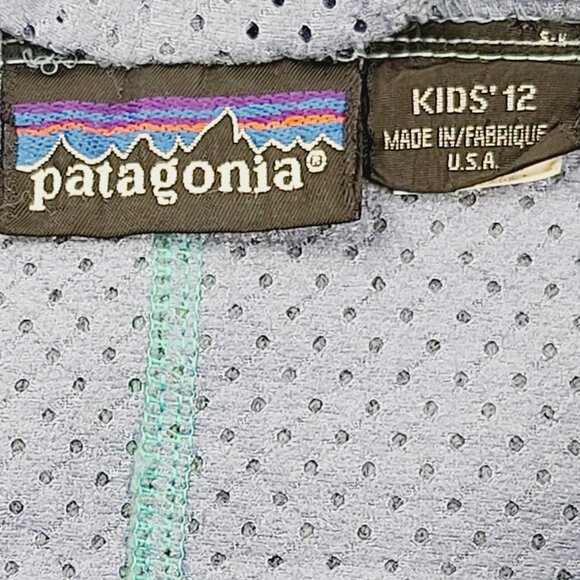 patagonia®
KIDS' 12
MADE IN/FABRIQUE
U.S.A.